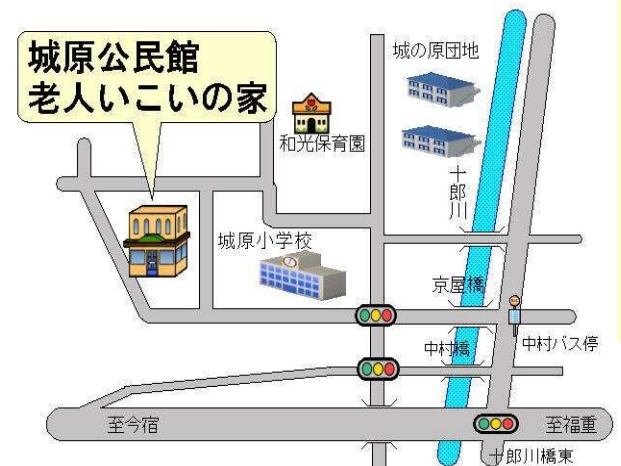 城原公民館
老人いこいの家
城の原団地
和光保育園
十郎川
城原小学校
京屋橋
中村橋
中村バス停
至今宿
至福重
十郎川橋東